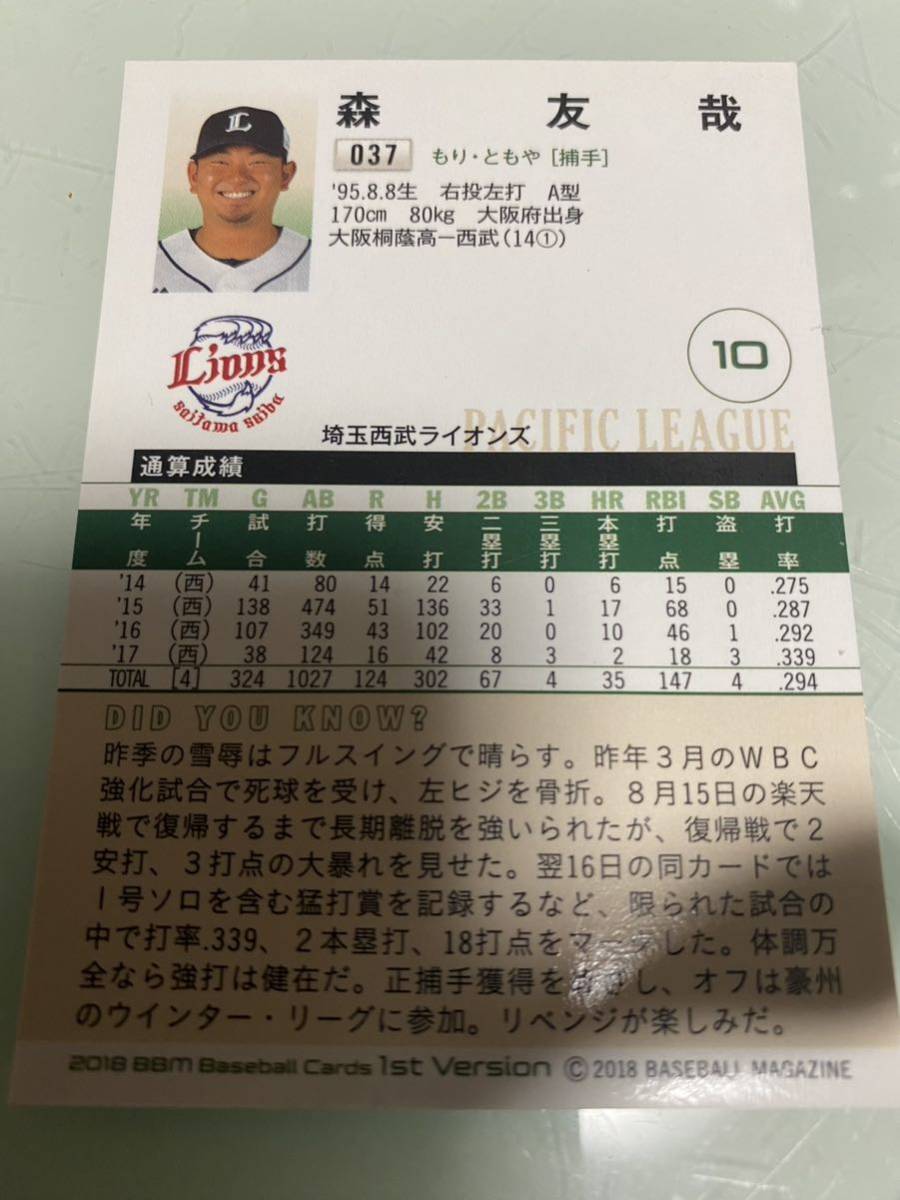 森 友 哉
037 もり・ともや [捕手]
'95.8.8生 右投左打 A型
170cm 80kg 大阪府出身
大阪桐蔭高ー西武(14①)
L
Lions
saitama seibu
10
PACIFIC LEAGUE
埼玉西武ライオンズ
通算成績
YR TM G AB R H 2B 3B HR RBI SB AVG
年度 チーム 試合 打数 得点 安打 二塁打 三塁打 本塁打 打点 盗塁 打率
'14 (西) 41 80 14 22 6 0 6 15 0 .275
'15 (西) 138 474 51 136 33 1 17 68 0 .287
'16 (西) 107 349 43 102 20 0 10 46 1 .292
'17 (西) 38 124 16 42 8 3 2 18 3 .339
TOTAL [4] 324 1027 124 302 67 4 35 147 4 .294
DID YOU KNOW?
昨季の雪辱はフルスイングで晴らす。昨年3月のWBC
強化試合で死球を受け、左ヒジを骨折。8月15日の楽天
戦で復帰するまで長期離脱を強いられたが、復帰戦で2
安打、3打点の大暴れを見せた。翌16日の同カードでは
1号ソロを含む猛打賞を記録するなど、限られた試合の
中で打率.339、2本塁打、18打点をマークした。体調万
全なら強打は健在だ。正捕手獲得をめざし、オフは豪州
のウインター・リーグに参加。リベンジが楽しみだ。
2018 BBM Baseball Cards 1st Version © 2018 BASEBALL MAGAZINE